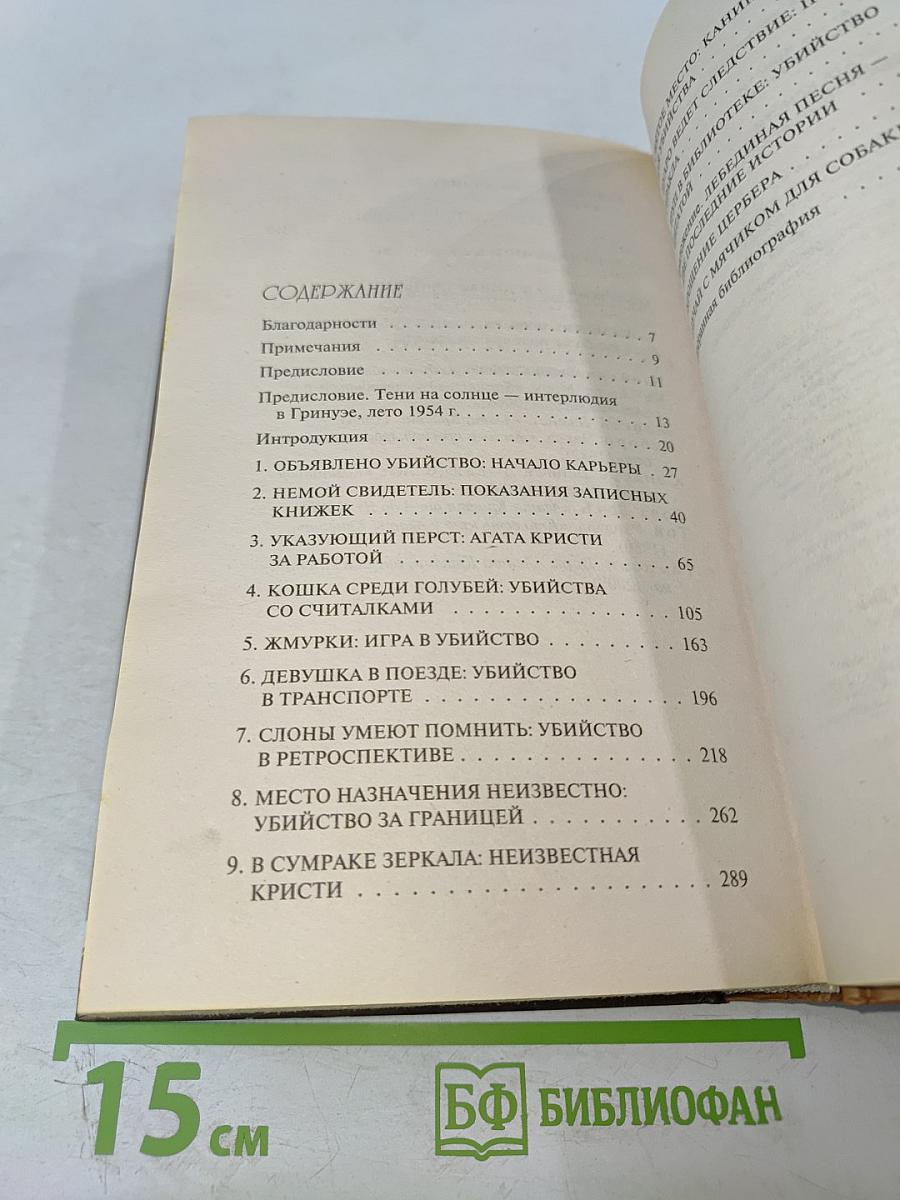 СОДЕРЖАНИЕ
Благодарности . . . . . . . . . . . . . . . . . . . 7
Примечания . . . . . . . . . . . . . . . . . . . . 9
Предисловие . . . . . . . . . . . . . . . . . . . . 11
Предисловие. Тени на солнце — интерлюдия
в Гринуэе, лето 1954 г. . . . . . . . . . . . . . 13
Интродукция . . . . . . . . . . . . . . . . . . . . 20
1. ОБЪЯВЛЕНО УБИЙСТВО: НАЧАЛО КАРЬЕРЫ . 27
2. НЕМОЙ СВИДЕТЕЛЬ: ПОКАЗАНИЯ ЗАПИСНЫХ
КНИЖЕК . . . . . . . . . . . . . . . . . . . . 40
3. УКАЗУЮЩИЙ ПЕРСТ: АГАТА КРИСТИ
ЗА РАБОТОЙ . . . . . . . . . . . . . . . . . . 65
4. КОШКА СРЕДИ ГОЛУБЕЙ: УБИЙСТВА
СО СЧИТАЛКАМИ . . . . . . . . . . . . . . 105
5. ЖМУРКИ: ИГРА В УБИЙСТВО . . . . . . . . 163
6. ДЕВУШКА В ПОЕЗДЕ: УБИЙСТВО
В ТРАНСПОРТЕ . . . . . . . . . . . . . . . . 196
7. СЛОНЫ УМЕЮТ ПОМНИТЬ: УБИЙСТВО
В РЕТРОСПЕКТИВЕ . . . . . . . . . . . . . . 218
8. МЕСТО НАЗНАЧЕНИЯ НЕИЗВЕСТНО:
УБИЙСТВО ЗА ГРАНИЦЕЙ . . . . . . . . . . 262
9. В СУМРАКЕ ЗЕРКАЛА: НЕИЗВЕСТНАЯ
КРИСТИ . . . . . . . . . . . . . . . . . . . . . 289
МЕСТО:
ВЕДЕТ СЛЕДСТВИЕ:
В БИБЛИОТЕКЕ: УБИЙСТВО
ЛЕБЕДИНАЯ ПЕСНЯ —
ПОСЛЕДНИЕ ИСТОРИИ
ЦЕРБЕРА
С МЯЧИКОМ ДЛЯ СОБАКИ
библиография
15 см
БФ БИБЛИОФАН